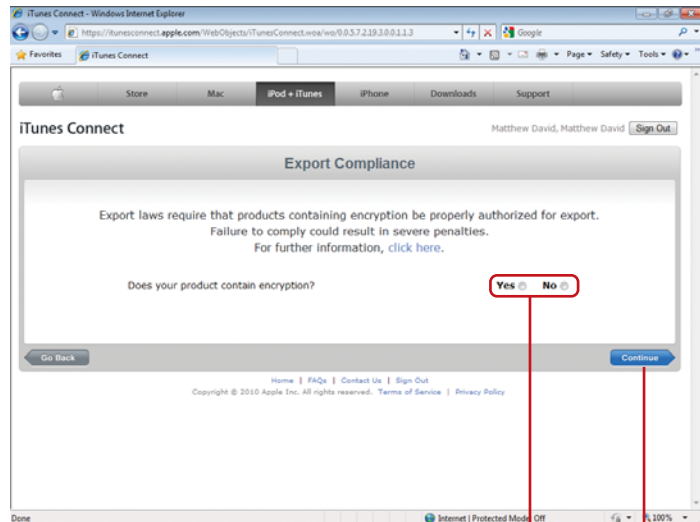 iTunes Connect - Windows Internet Explorer
https://itunesconnect.apple.com/WebObjects/iTunesConnect.woa/wo/0.0.5.7.2.19.3.0.0.1.1.3
Google
Favorites iTunes Connect Page Safety Tools
Store Mac iPod + iTunes iPhone Downloads Support
iTunes Connect Matthew David, Matthew David Sign Out
Export Compliance
Export laws require that products containing encryption be properly authorized for export.
Failure to comply could result in severe penalties.
For further information, click here.
Does your product contain encryption? Yes No
Go Back Continue
Home | FAQs | Contact Us | Sign Out
Copyright © 2010 Apple Inc. All rights reserved. Terms of Service | Privacy Policy
Done Internet | Protected Mode: Off 100%